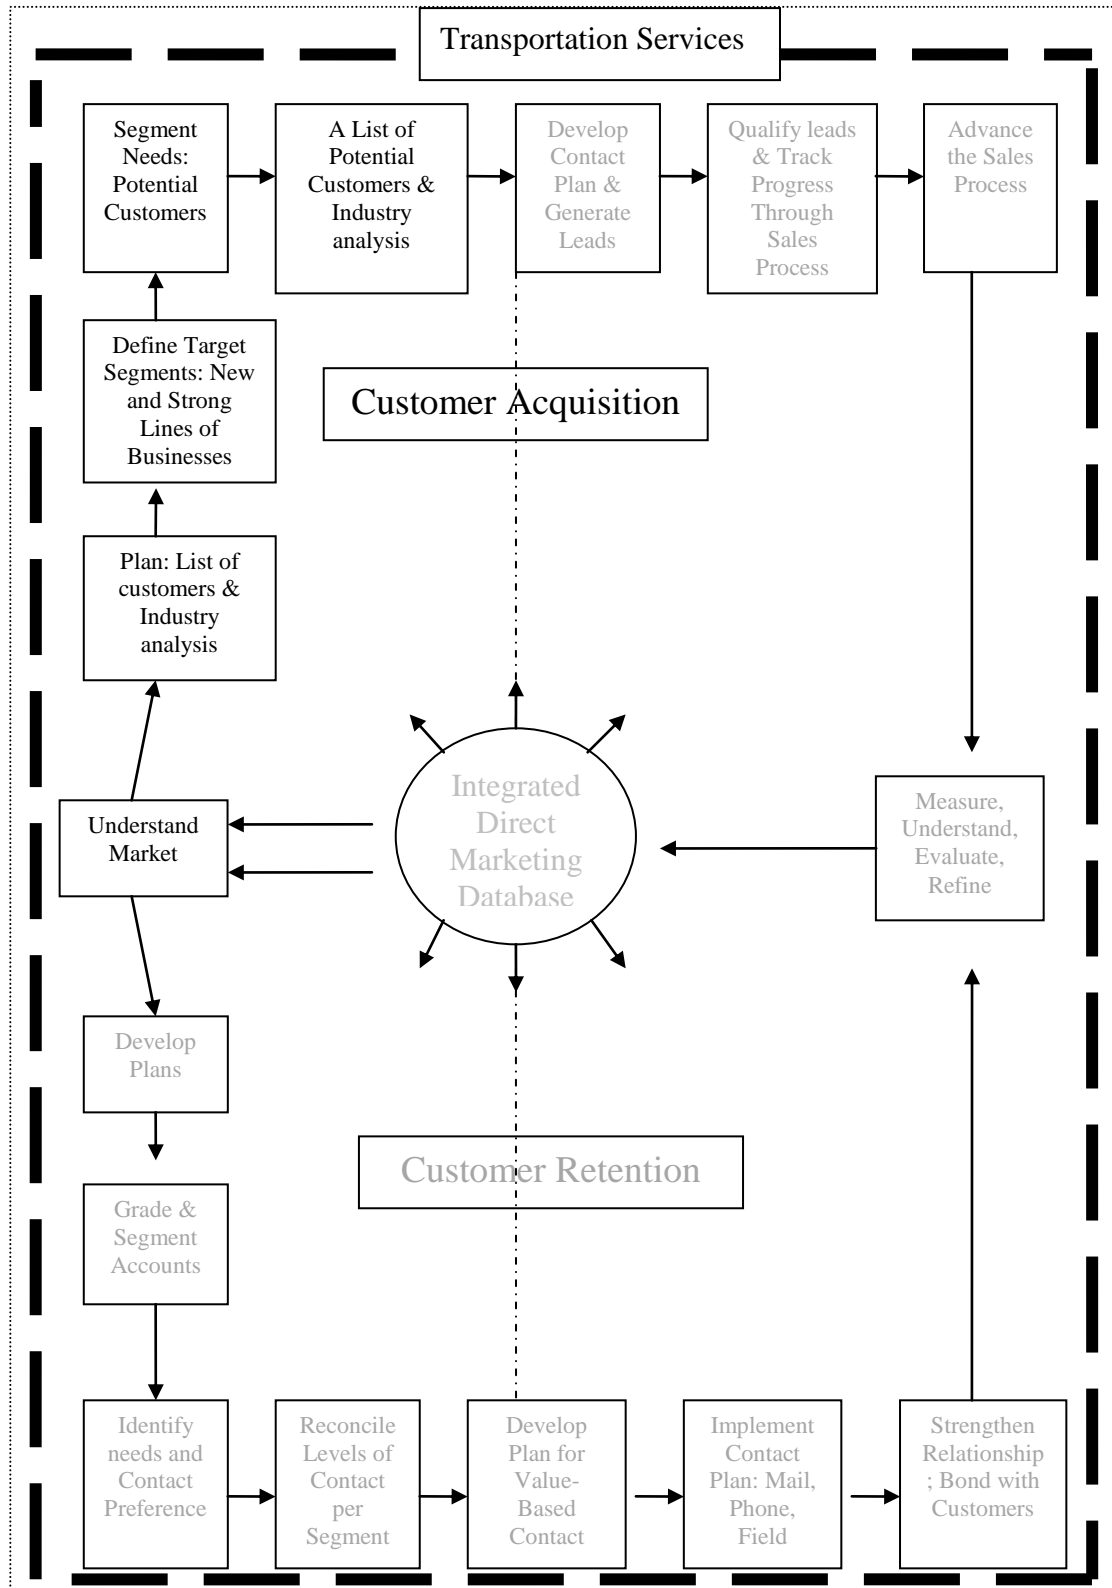 Transportation Services
Segment
Needs:
Potential
Customers
A List of
Potential
Customers &
Industry
analysis
Develop
Contact
Plan &
Generate
Leads
Qualify leads
& Track
Progress
Through
Sales
Process
Advance
the Sales
Process
Define Target
Segments: New
and Strong
Lines of
Businesses
Customer Acquisition
Plan: List of
customers &
Industry
analysis
Integrated
Direct
Marketing
Database
Understand
Market
Measure,
Understand,
Evaluate,
Refine
Develop
Plans
Customer Retention
Grade &
Segment
Accounts
Identify
needs and
Contact
Preference
Reconcile
Levels of
Contact
per
Segment
Develop
Plan for
Value-
Based
Contact
Implement
Contact
Plan: Mail,
Phone,
Field
Strengthen
Relationship
; Bond with
Customers